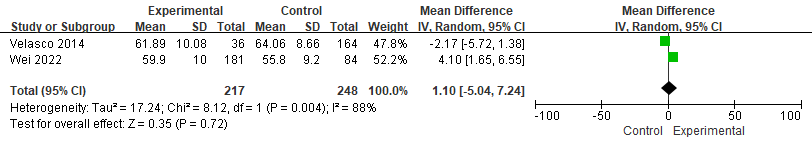 Experimental Control Mean Difference Mean Difference
Study or Subgroup Mean SD Total Mean SD Total Weight IV, Random, 95% CI IV, Random, 95% CI
Velasco 2014 61.89 10.08 36 64.06 8.66 164 47.8% -2.17 [-5.72, 1.38]
Wei 2022 59.9 10 181 55.8 9.2 84 52.2% 4.10 [1.65, 6.55]
Total (95% CI) 217 248 100.0% 1.10 [-5.04, 7.24]
Heterogeneity: Tau² = 17.24; Chi² = 8.12, df = 1 (P = 0.004); I² = 88%
Test for overall effect: Z = 0.35 (P = 0.72)
-100 -50 0 50 100
Control Experimental